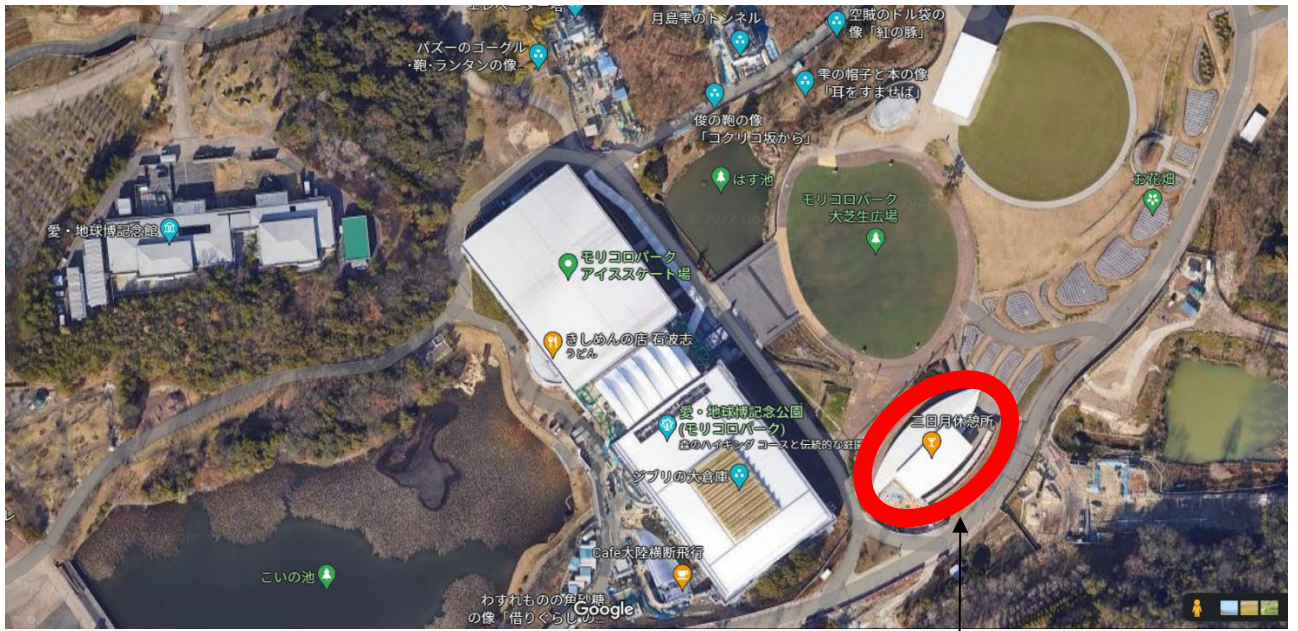 エレベーター塔
月島雫のトンネル
空賊のドル袋の
像「紅の豚」
パズーのゴーグル
・鞄・ランタンの像...
雫の帽子と本の像
「耳をすませば」
俊の鞄の像
「コクリコ坂から」
はす池
お花畑
モリコロパーク
大芝生広場
愛・地球博記念館
モリコロパーク
アイススケート場
きしめんの店 石波志
うどん
愛・地球博記念公園
(モリコロパーク)
森のハイキング コースと伝統的な庭園
三日月休憩所
ジブリの大倉庫
Cafe大陸横断飛行
こいの池
わすれものの角砂糖
の像「借りぐらしの...
Google